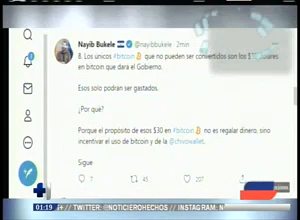 Nayib Bukele @nayibbukele · 2min
8. Los unicos #bitcoin que no pueden ser convertidos son los $30 dólares
en bitcoin que dara el Gobierno.
Esos solo podrán ser gastados.
¿Por qué?
Porque el propósito de esos $30 en #bitcoin no es regalar dinero, sino
incentivar el uso de bitcoin y de la @chivowallet.
Sigue
7 45 207
01:19 // TWITTER: @NOTICIEROHECHOS // INSTAGRAM: N